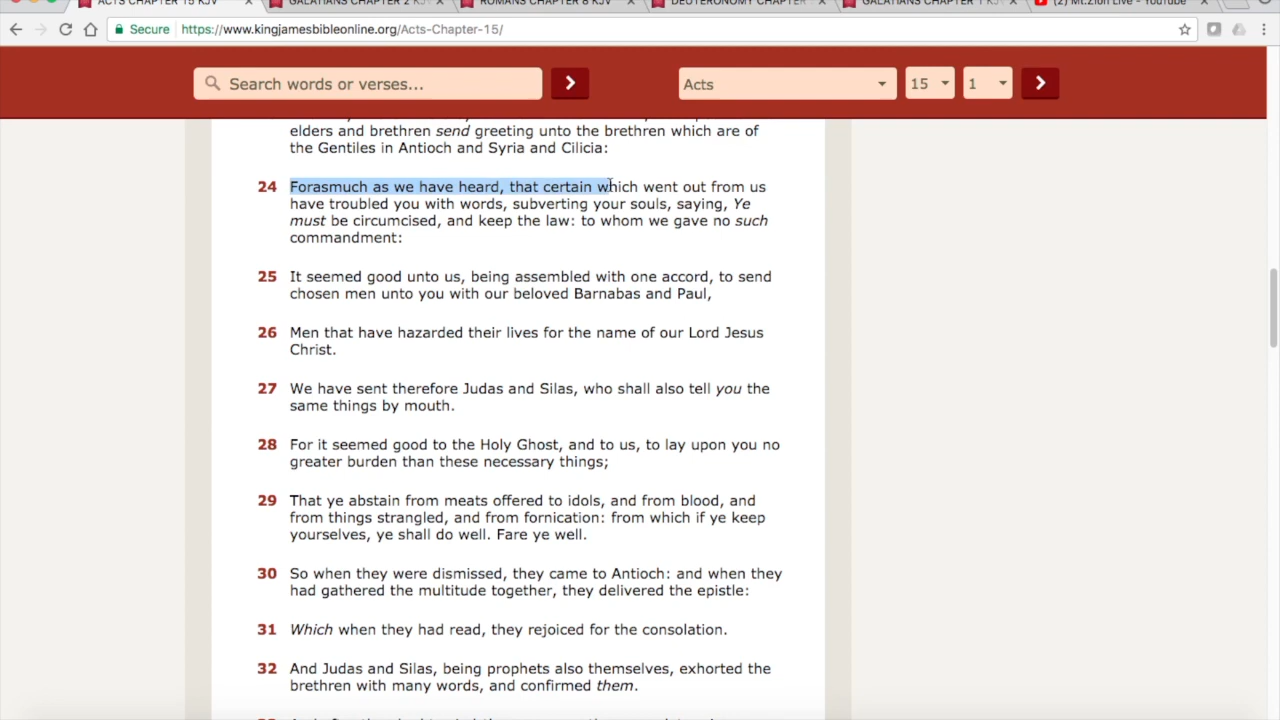 ACTS CHAPTER 15 KJV
GALATIANS CHAPTER 2 KJV
ROMANS CHAPTER 8 KJV
DEUTERONOMY CHAPTER
GALATIANS CHAPTER 1 KJV
(2) Mt.Zion Live - YouTube
Secure https://www.kingjamesbibleonline.org/Acts-Chapter-15/
Search words or verses...
Acts
15
1
elders and brethren send greeting unto the brethren which are of
the Gentiles in Antioch and Syria and Cilicia:
24 Forasmuch as we have heard, that certain which went out from us
have troubled you with words, subverting your souls, saying, Ye
must be circumcised, and keep the law: to whom we gave no such
commandment:
25 It seemed good unto us, being assembled with one accord, to send
chosen men unto you with our beloved Barnabas and Paul,
26 Men that have hazarded their lives for the name of our Lord Jesus
Christ.
27 We have sent therefore Judas and Silas, who shall also tell you the
same things by mouth.
28 For it seemed good to the Holy Ghost, and to us, to lay upon you no
greater burden than these necessary things;
29 That ye abstain from meats offered to idols, and from blood, and
from things strangled, and from fornication: from which if ye keep
yourselves, ye shall do well. Fare ye well.
30 So when they were dismissed, they came to Antioch: and when they
had gathered the multitude together, they delivered the epistle:
31 Which when they had read, they rejoiced for the consolation.
32 And Judas and Silas, being prophets also themselves, exhorted the
brethren with many words, and confirmed them.